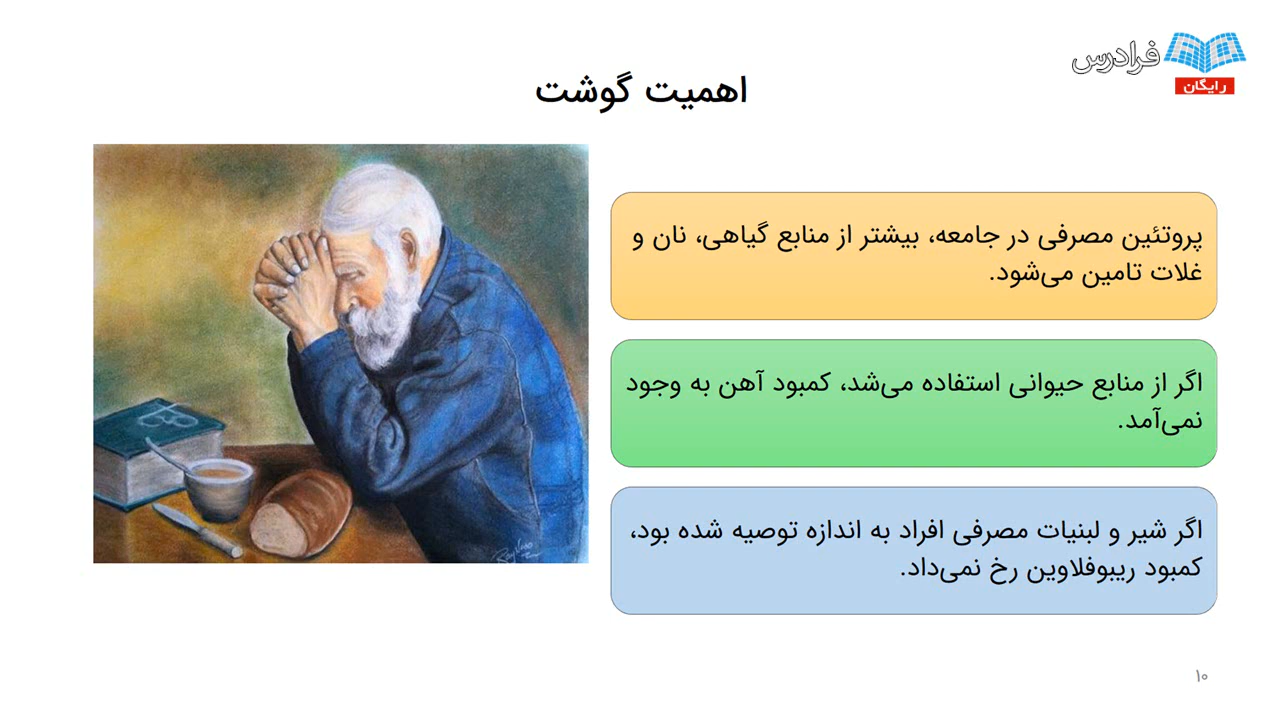 فرادرس
رایگان
اهمیت گوشت
پروتئین مصرفی در جامعه، بیشتر از منابع گیاهی، نان و
غلات تامین می‌شود.
اگر از منابع حیوانی استفاده می‌شد، کمبود آهن به وجود
نمی‌آمد.
اگر شیر و لبنیات مصرفی افراد به اندازه توصیه شده بود،
کمبود ریبوفلاوین رخ نمی‌داد.
۱۰